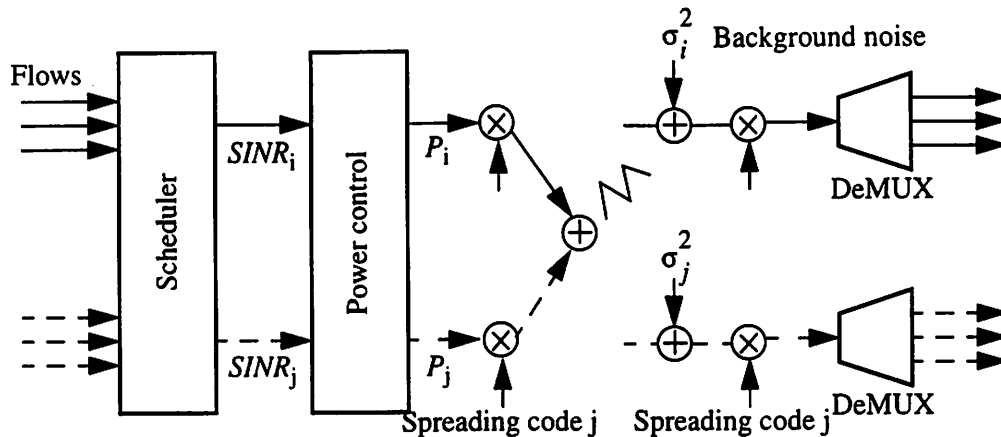 σ_i^2 Background noise
Flows
Scheduler
SINR_i
Power control
P_i
DeMUX
σ_j^2
SINR_j
P_j
Spreading code j
Spreading code j
DeMUX